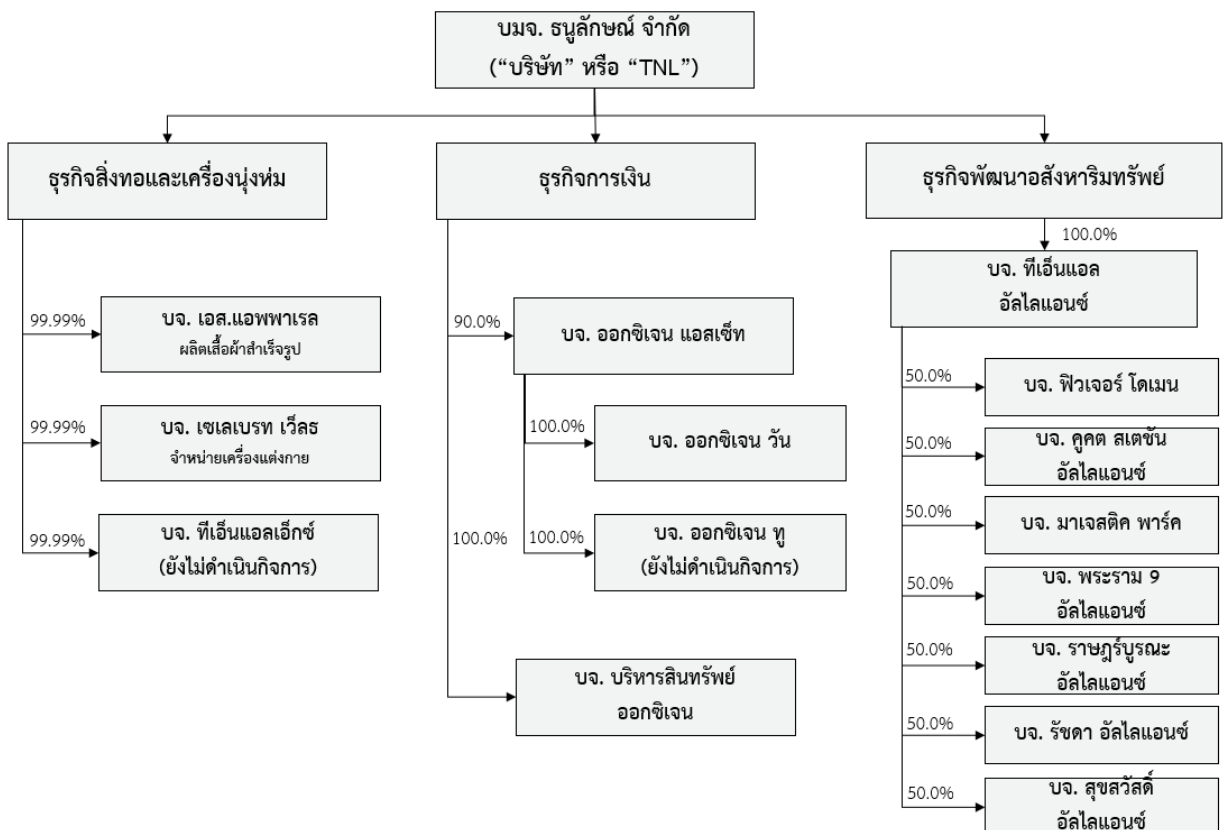 บมจ. ธนูลักษณ์ จำกัด
("บริษัท" หรือ "TNL")
ธุรกิจสิ่งทอและเครื่องนุ่งห่ม
99.99%
บจ. เอส.แอพพาเรล
ผลิตเสื้อผ้าสำเร็จรูป
99.99%
บจ. เซเลเบรท เว็ลธ
จำหน่ายเครื่องแต่งกาย
99.99%
บจ. ทีเอ็นแอลเอ็กซ์
(ยังไม่ดำเนินกิจการ)
ธุรกิจการเงิน
90.0%
บจ. ออกซิเจน แอสเซ็ท
100.0%
บจ. ออกซิเจน วัน
100.0%
บจ. ออกซิเจน ทู
(ยังไม่ดำเนินกิจการ)
100.0%
บจ. บริหารสินทรัพย์
ออกซิเจน
ธุรกิจพัฒนาอสังหาริมทรัพย์
100.0%
บจ. ทีเอ็นแอล
อัลไลแอนซ์
50.0%
บจ. ฟิวเจอร์ โดเมน
50.0%
บจ. คูคต สเตชัน
อัลไลแอนซ์
50.0%
บจ. มาเจสติค พาร์ค
50.0%
บจ. พระราม 9
อัลไลแอนซ์
50.0%
บจ. ราษฎร์บูรณะ
อัลไลแอนซ์
50.0%
บจ. รัชดา อัลไลแอนซ์
50.0%
บจ. สุขสวัสดิ์
อัลไลแอนซ์